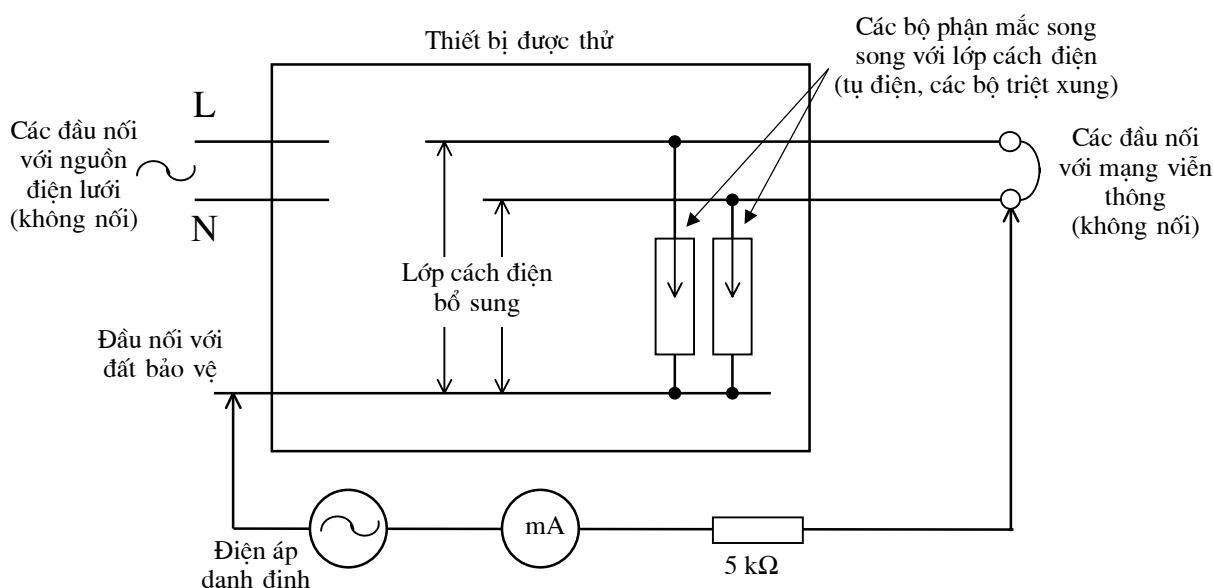 Thiết bị được thử
Các bộ phận mắc song
song với lớp cách điện
(tụ điện, các bộ triệt xung)
L
Các đầu nối
với nguồn
điện lưới
(không nối)
N
Các đầu nối
với mạng viễn
thông
(không nối)
Lớp cách điện
bổ sung
Đầu nối với
đất bảo vệ
mA
Điện áp
danh định
5 kΩ